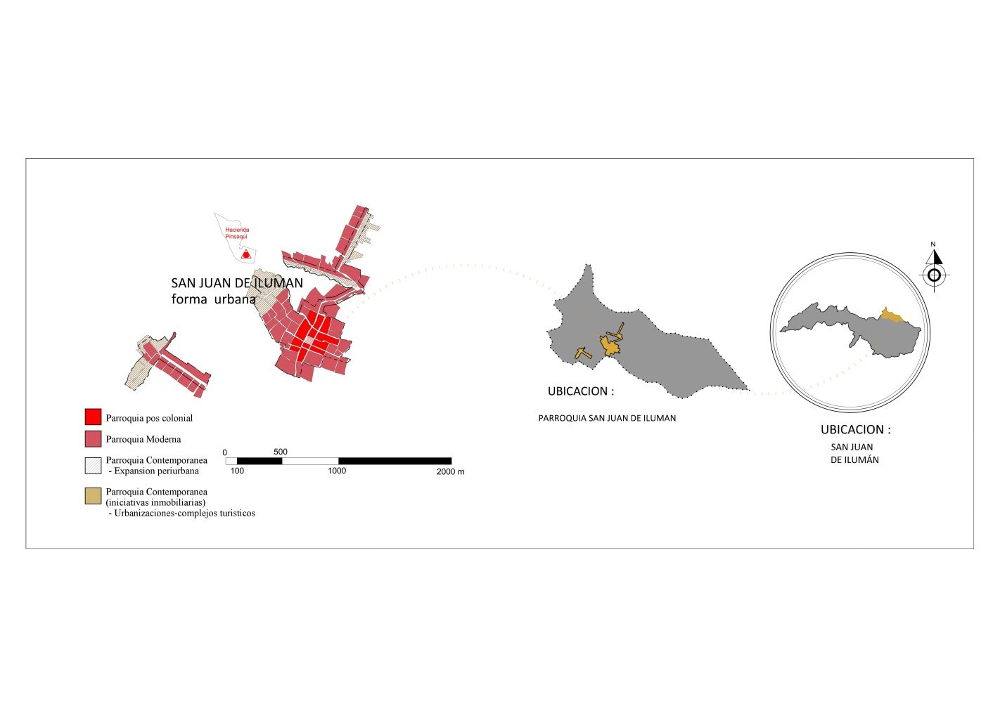 Hacienda
Pinsaqui
SAN JUAN DE ILUMAN
forma urbana
Parroquia pos colonial
Parroquia Moderna
Parroquia Contemporanea
- Expansion periurbana
Parroquia Contemporanea
(iniciativas inmobiliarias)
- Urbanizaciones-complejos turisticos
0 500
100 1000 2000 m
UBICACION :
PARROQUIA SAN JUAN DE ILUMAN
N
UBICACION :
SAN JUAN
DE ILUMÁN